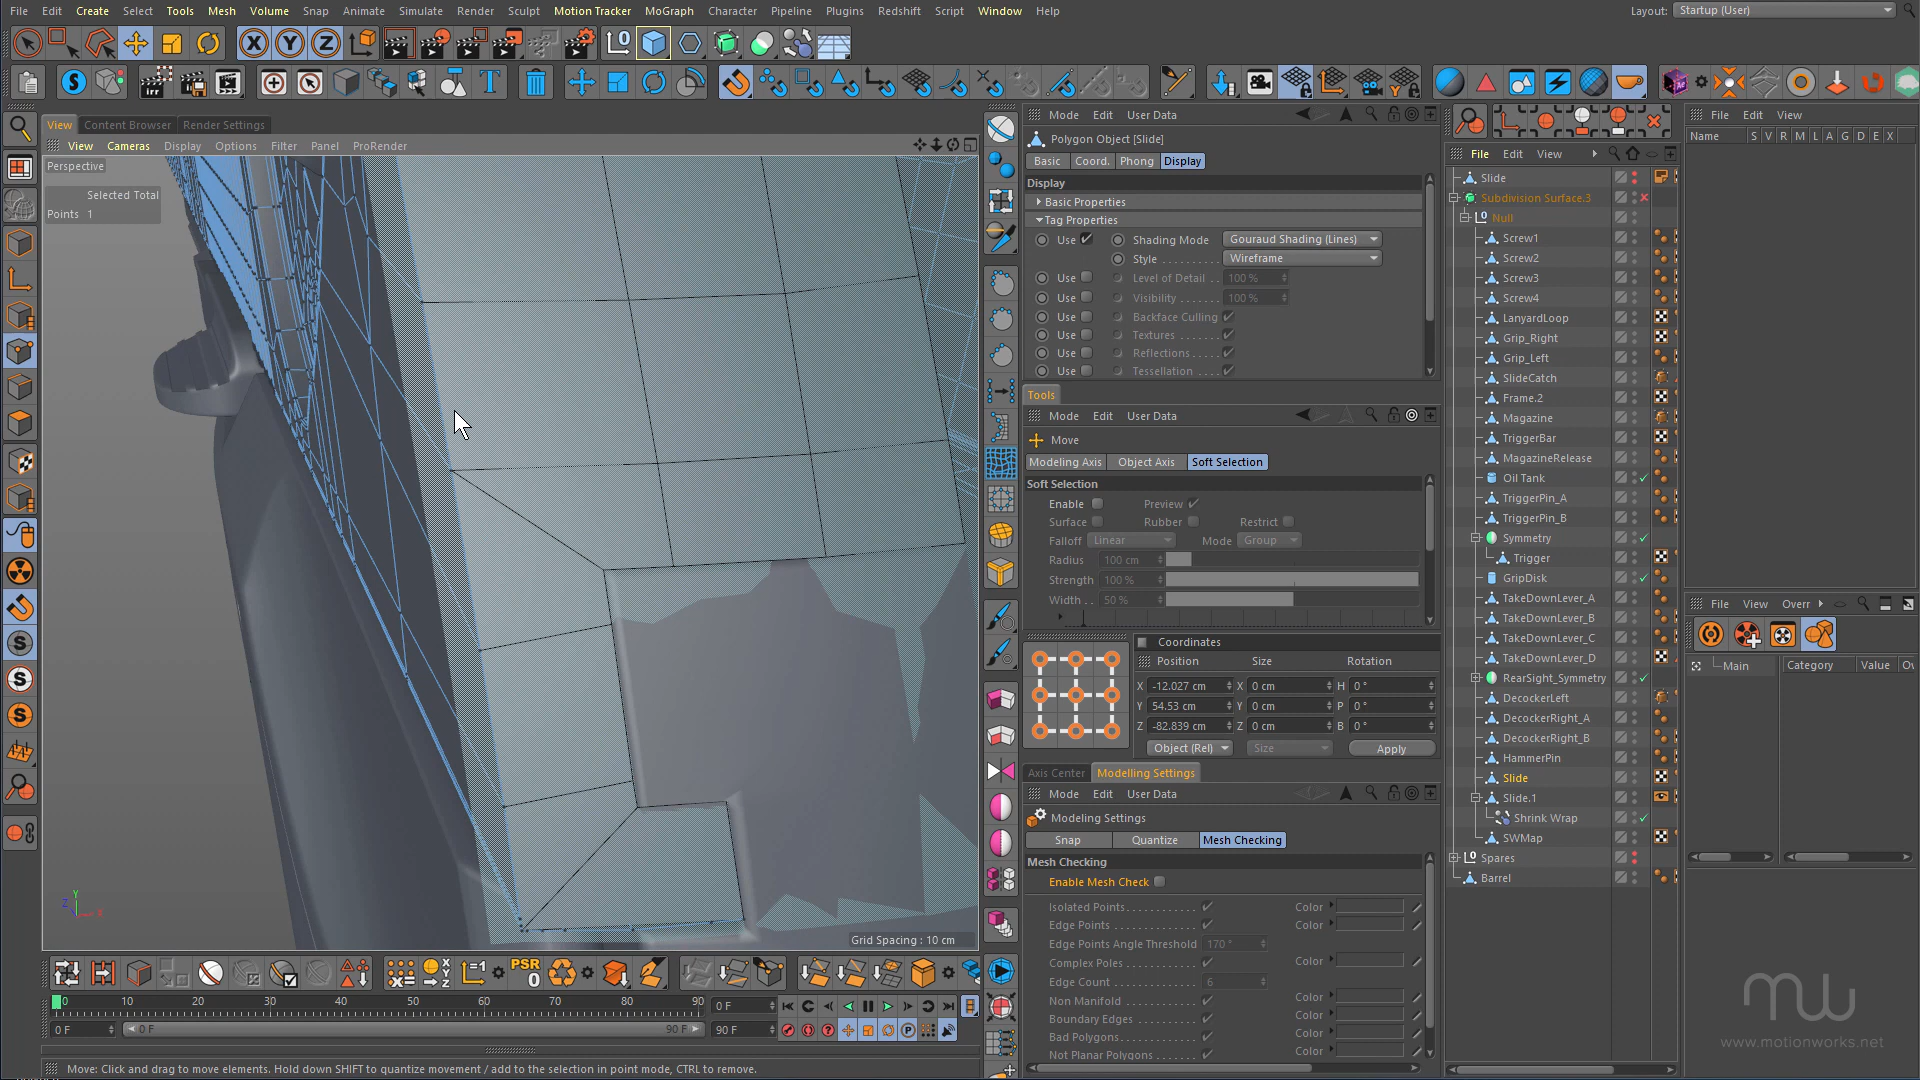 File Edit Create Select Tools Mesh Volume Snap Animate Simulate Render Sculpt Motion Tracker MoGraph Character Pipeline Plugins Redshift Script Window Help
Layout: Startup (User)
View Content Browser Render Settings
View Cameras Display Options Filter Panel ProRender
Perspective
Selected Total
Points 1
Grid Spacing : 10 cm
Mode Edit User Data
Polygon Object [Slide]
Basic Coord. Phong Display
Display
Basic Properties
Tag Properties
Use Shading Mode Gouraud Shading (Lines)
Style Wireframe
Use Level of Detail 100 %
Use Visibility 100 %
Use Backface Culling
Use Textures
Use Reflections
Use Tessellation
Tools
Mode Edit User Data
Move
Modeling Axis Object Axis Soft Selection
Soft Selection
Enable Preview
Surface Rubber Restrict
Falloff Linear Mode Group
Radius 100 cm
Strength 100 %
Width 50 %
Coordinates
Position Size Rotation
X -12.027 cm X 0 cm H 0 °
Y 54.53 cm Y 0 cm P 0 °
Z -82.839 cm Z 0 cm B 0 °
Object (Rel) Size Apply
Axis Center Modelling Settings
Mode Edit User Data
Modeling Settings
Snap Quantize Mesh Checking
Mesh Checking
Enable Mesh Check
Isolated Points Color
Edge Points Color
Edge Points Angle Threshold 170 °
Complex Poles Color
Edge Count 6
Non Manifold Color
Boundary Edges Color
Bad Polygons Color
Not Planar Polygons Color
File Edit View
Slide
Subdivision Surface.3
Null
Screw1
Screw2
Screw3
Screw4
LanyardLoop
Grip_Right
Grip_Left
SlideCatch
Frame.2
Magazine
TriggerBar
MagazineRelease
Oil Tank
TriggerPin_A
TriggerPin_B
Symmetry
Trigger
GripDisk
TakeDownLever_A
TakeDownLever_B
TakeDownLever_C
TakeDownLever_D
RearSight_Symmetry
DecockerLeft
DecockerRight_A
DecockerRight_B
HammerPin
Slide
Slide.1
Shrink Wrap
SWMap
Spares
Barrel
File Edit View
Name S V R M L A G D E X
File View Overr
Main Category Value Ov
PSR
0
0 10 20 30 40 50 60 70 80 90 0 F
0 F 0 F 90 F 90 F
Move: Click and drag to move elements. Hold down SHIFT to quantize movement / add to the selection in point mode, CTRL to remove.
mw
www.motionworks.net